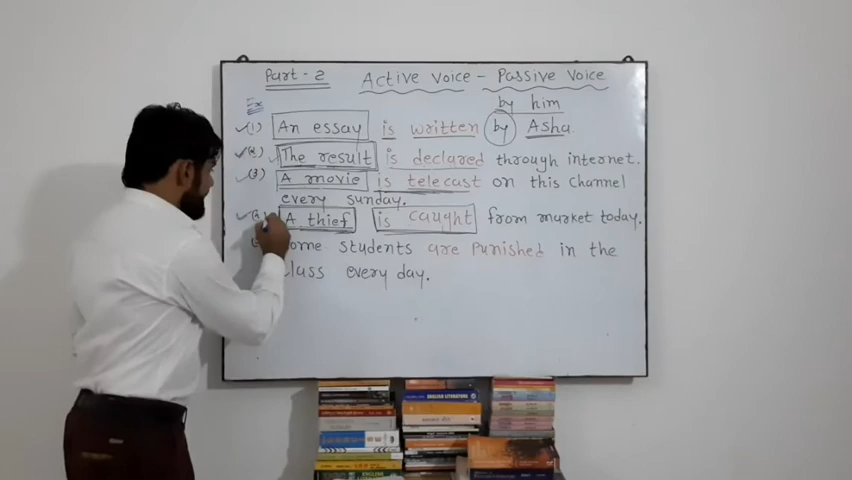 Part - 2 Active Voice - Passive Voice
Ex by him
(1) An essay is written by Asha.
(2) The result is declared through internet.
(3) A movie is telecast on this Channel
every sunday.
A thief is caught from market today.
Some students are punished in the
class every day.
ENGLISH LITERATURE